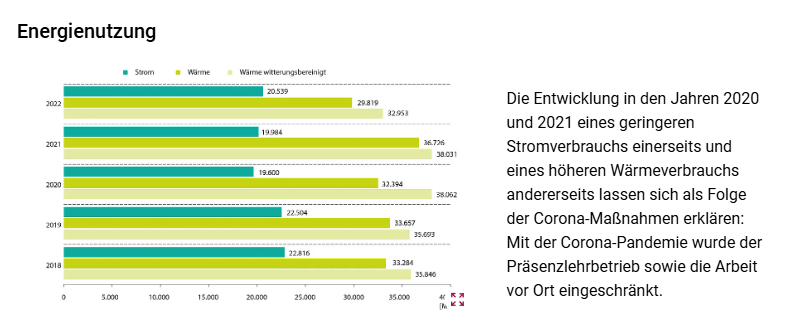 Energienutzung
Strom Wärme Wärme witterungsbereinigt
20.539
2022 29.819
32.953
19.984
2021 36.726
38.031
19.600
2020 32.394
38.062
22.504
2019 33.657
35.693
22.816
2018 33.284
35.846
0 5.000 10.000 15.000 20.000 25.000 30.000 35.000
Die Entwicklung in den Jahren 2020
und 2021 eines geringeren
Stromverbrauchs einerseits und
eines höheren Wärmeverbrauchs
andererseits lassen sich als Folge
der Corona-Maßnahmen erklären:
Mit der Corona-Pandemie wurde der
Präsenzlehrbetrieb sowie die Arbeit
vor Ort eingeschränkt.